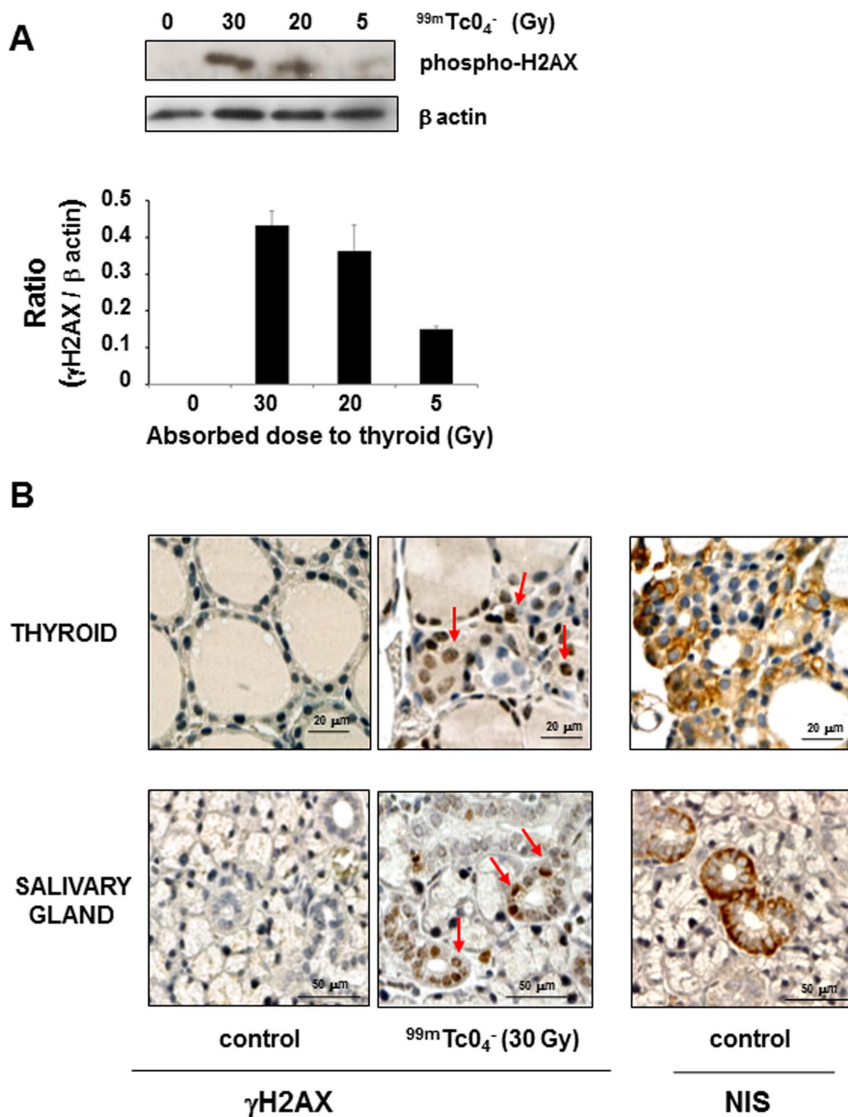 A
0 30 20 5 ⁹⁹ᵐTc0₄⁻ (Gy)
phospho-H2AX
β actin
Ratio
(γH2AX / β actin)
0.5
0.4
0.3
0.2
0.1
0
0 30 20 5
Absorbed dose to thyroid (Gy)
B
THYROID
20 μm
20 μm
20 μm
SALIVARY
GLAND
50 μm
50 μm
50 μm
control ⁹⁹ᵐTc0₄⁻ (30 Gy) control
γH2AX NIS